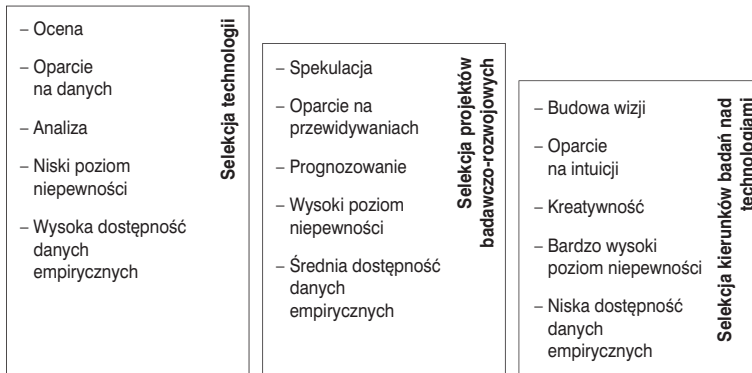 – Ocena
– Oparcie
na danych
– Analiza
– Niski poziom
niepewności
– Wysoka dostępność
danych
empirycznych
Selekcja technologii
– Spekulacja
– Oparcie na
przewidywaniach
– Prognozowanie
– Wysoki poziom
niepewności
– Średnia dostępność
danych
empirycznych
Selekcja projektów
badawczo-rozwojowych
– Budowa wizji
– Oparcie
na intuicji
– Kreatywność
– Bardzo wysoki
poziom niepewności
– Niska dostępność
danych
empirycznych
Selekcja kierunków badań nad
technologiami